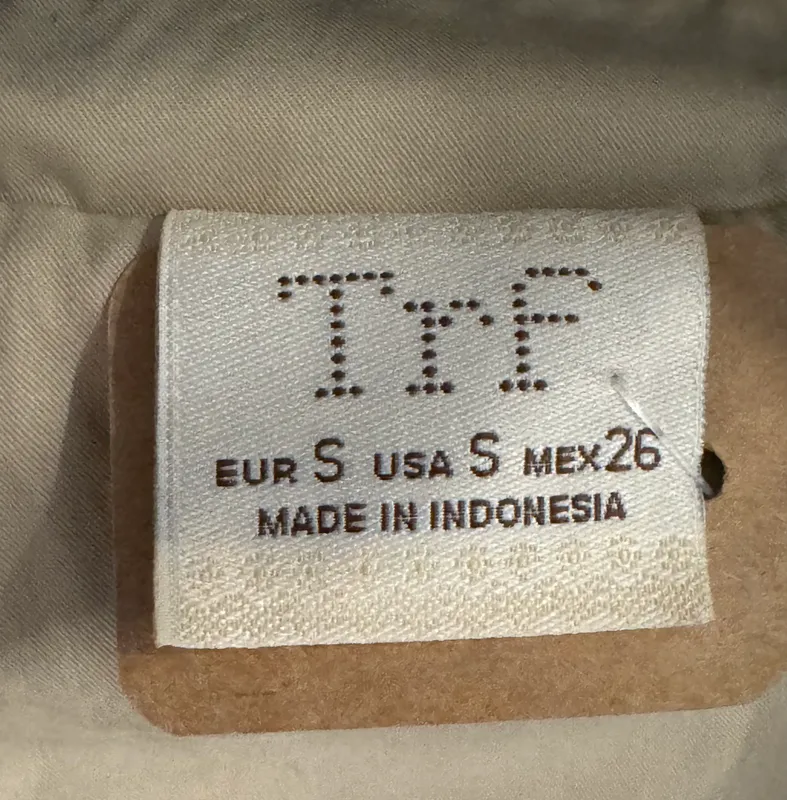 Trf
EUR S USA S MEX 26
MADE IN INDONESIA